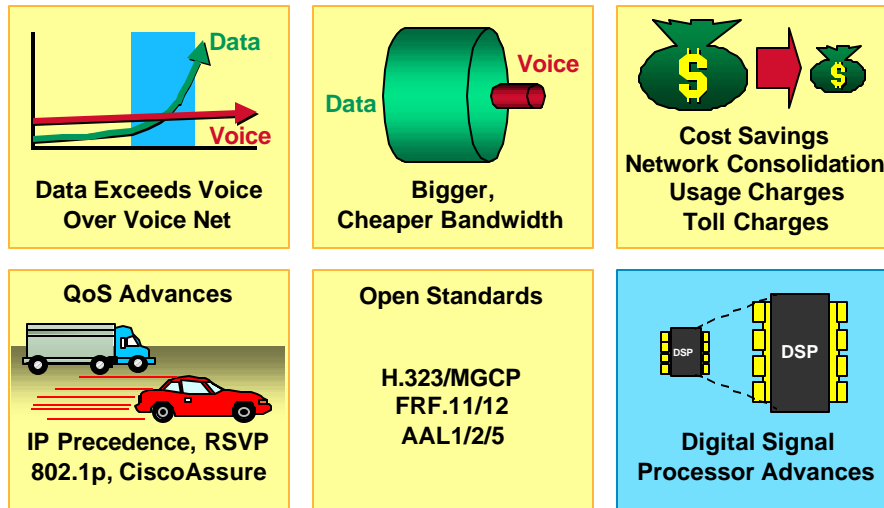 Data
Voice
Data Exceeds Voice
Over Voice Net
Voice
Data
Bigger,
Cheaper Bandwidth
$
$
Cost Savings
Network Consolidation
Usage Charges
Toll Charges
QoS Advances
IP Precedence, RSVP
802.1p, CiscoAssure
Open Standards
H.323/MGCP
FRF.11/12
AAL1/2/5
DSP
DSP
Digital Signal
Processor Advances